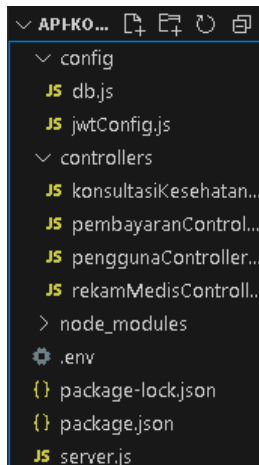 API-KO...
config
JS db.js
JS jwtConfig.js
controllers
JS konsultasiKesehatan...
JS pembayaranControl...
JS penggunaController...
JS rekamMedisControll...
node_modules
.env
{} package-lock.json
{} package.json
JS server.js